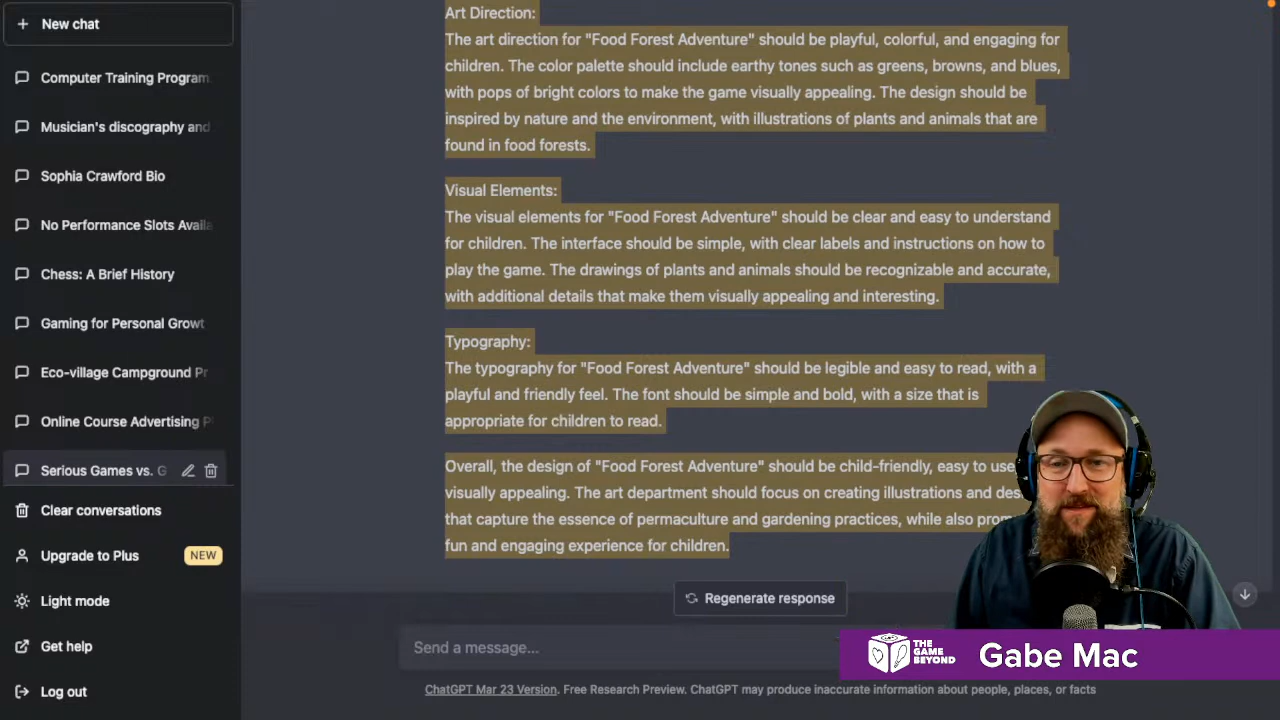 New chat
Computer Training Program
Musician's discography and
Sophia Crawford Bio
No Performance Slots Availa
Chess: A Brief History
Gaming for Personal Growt
Eco-village Campground Pr
Online Course Advertising P
Serious Games vs. G
Clear conversations
Upgrade to Plus
NEW
Light mode
Get help
Log out
Art Direction:
The art direction for "Food Forest Adventure" should be playful, colorful, and engaging for
children. The color palette should include earthy tones such as greens, browns, and blues,
with pops of bright colors to make the game visually appealing. The design should be
inspired by nature and the environment, with illustrations of plants and animals that are
found in food forests.
Visual Elements:
The visual elements for "Food Forest Adventure" should be clear and easy to understand
for children. The interface should be simple, with clear labels and instructions on how to
play the game. The drawings of plants and animals should be recognizable and accurate,
with additional details that make them visually appealing and interesting.
Typography:
The typography for "Food Forest Adventure" should be legible and easy to read, with a
playful and friendly feel. The font should be simple and bold, with a size that is
appropriate for children to read.
Overall, the design of "Food Forest Adventure" should be child-friendly, easy to use
visually appealing. The art department should focus on creating illustrations and des
that capture the essence of permaculture and gardening practices, while also prom
fun and engaging experience for children.
Regenerate response
Send a message...
ChatGPT Mar 23 Version. Free Research Preview. ChatGPT may produce inaccurate information about people, places, or facts
THE
GAME
BEYOND
Gabe Mac